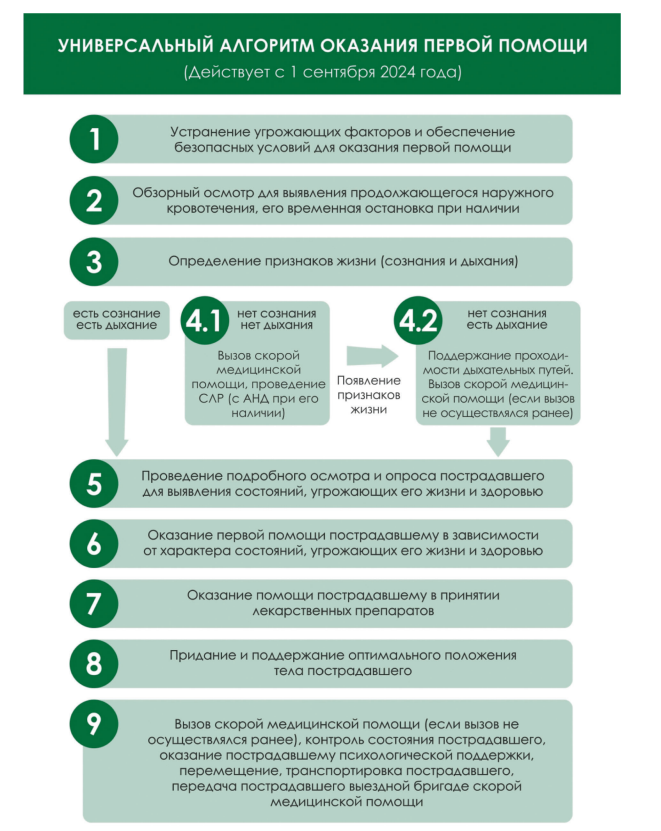 УНИВЕРСАЛЬНЫЙ АЛГОРИТМ ОКАЗАНИЯ ПЕРВОЙ ПОМОЩИ
(Действует с 1 сентября 2024 года)
1
Устранение угрожающих факторов и обеспечение
безопасных условий для оказания первой помощи
2
Обзорный осмотр для выявления продолжающегося наружного
кровотечения, его временная остановка при наличии
3
Определение признаков жизни (сознания и дыхания)
есть сознание
есть дыхание
4.1
нет сознания
нет дыхания
Вызов скорой
медицинской
помощи, проведение
СЛР (с АНД при его
наличии)
Появление
признаков
жизни
4.2
нет сознания
есть дыхание
Поддержание проходи-
мости дыхательных путей.
Вызов скорой медицин-
ской помощи (если вызов
не осуществлялся ранее)
5
Проведение подробного осмотра и опроса пострадавшего
для выявления состояний, угрожающих его жизни и здоровью
6
Оказание первой помощи пострадавшему в зависимости
от характера состояний, угрожающих его жизни и здоровью
7
Оказание помощи пострадавшему в принятии
лекарственных препаратов
8
Придание и поддержание оптимального положения
тела пострадавшего
9
Вызов скорой медицинской помощи (если вызов не
осуществлялся ранее), контроль состояния пострадавшего,
оказание пострадавшему психологической поддержки,
перемещение, транспортировка пострадавшего,
передача пострадавшего выездной бригаде скорой
медицинской помощи